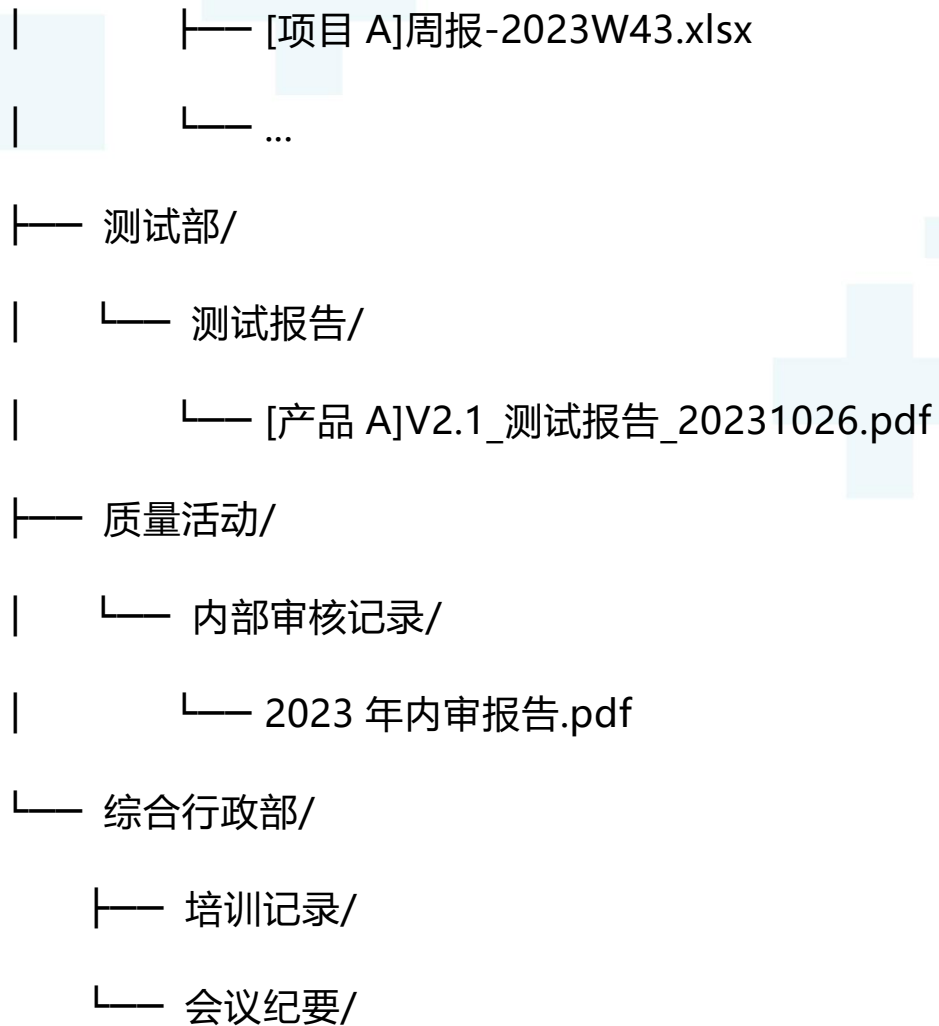 │       ├── [项目 A]周报-2023W43.xlsx
│       └── ...
├── 测试部/
│   └── 测试报告/
│       └── [产品 A]V2.1_测试报告_20231026.pdf
├── 质量活动/
│   └── 内部审核记录/
│       └── 2023 年内审报告.pdf
└── 综合行政部/
    ├── 培训记录/
    └── 会议纪要/